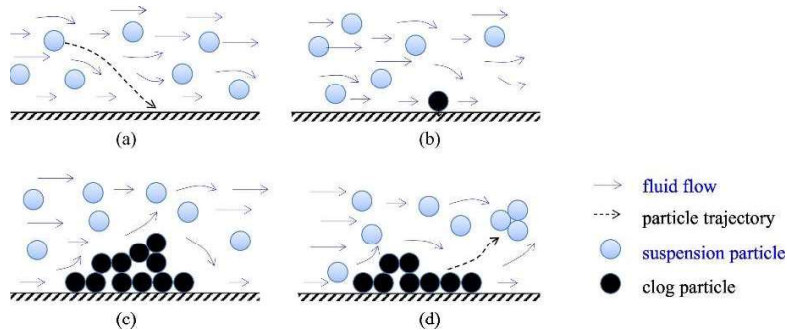 (a)
(b)
(c)
(d)
fluid flow
particle trajectory
suspension particle
clog particle